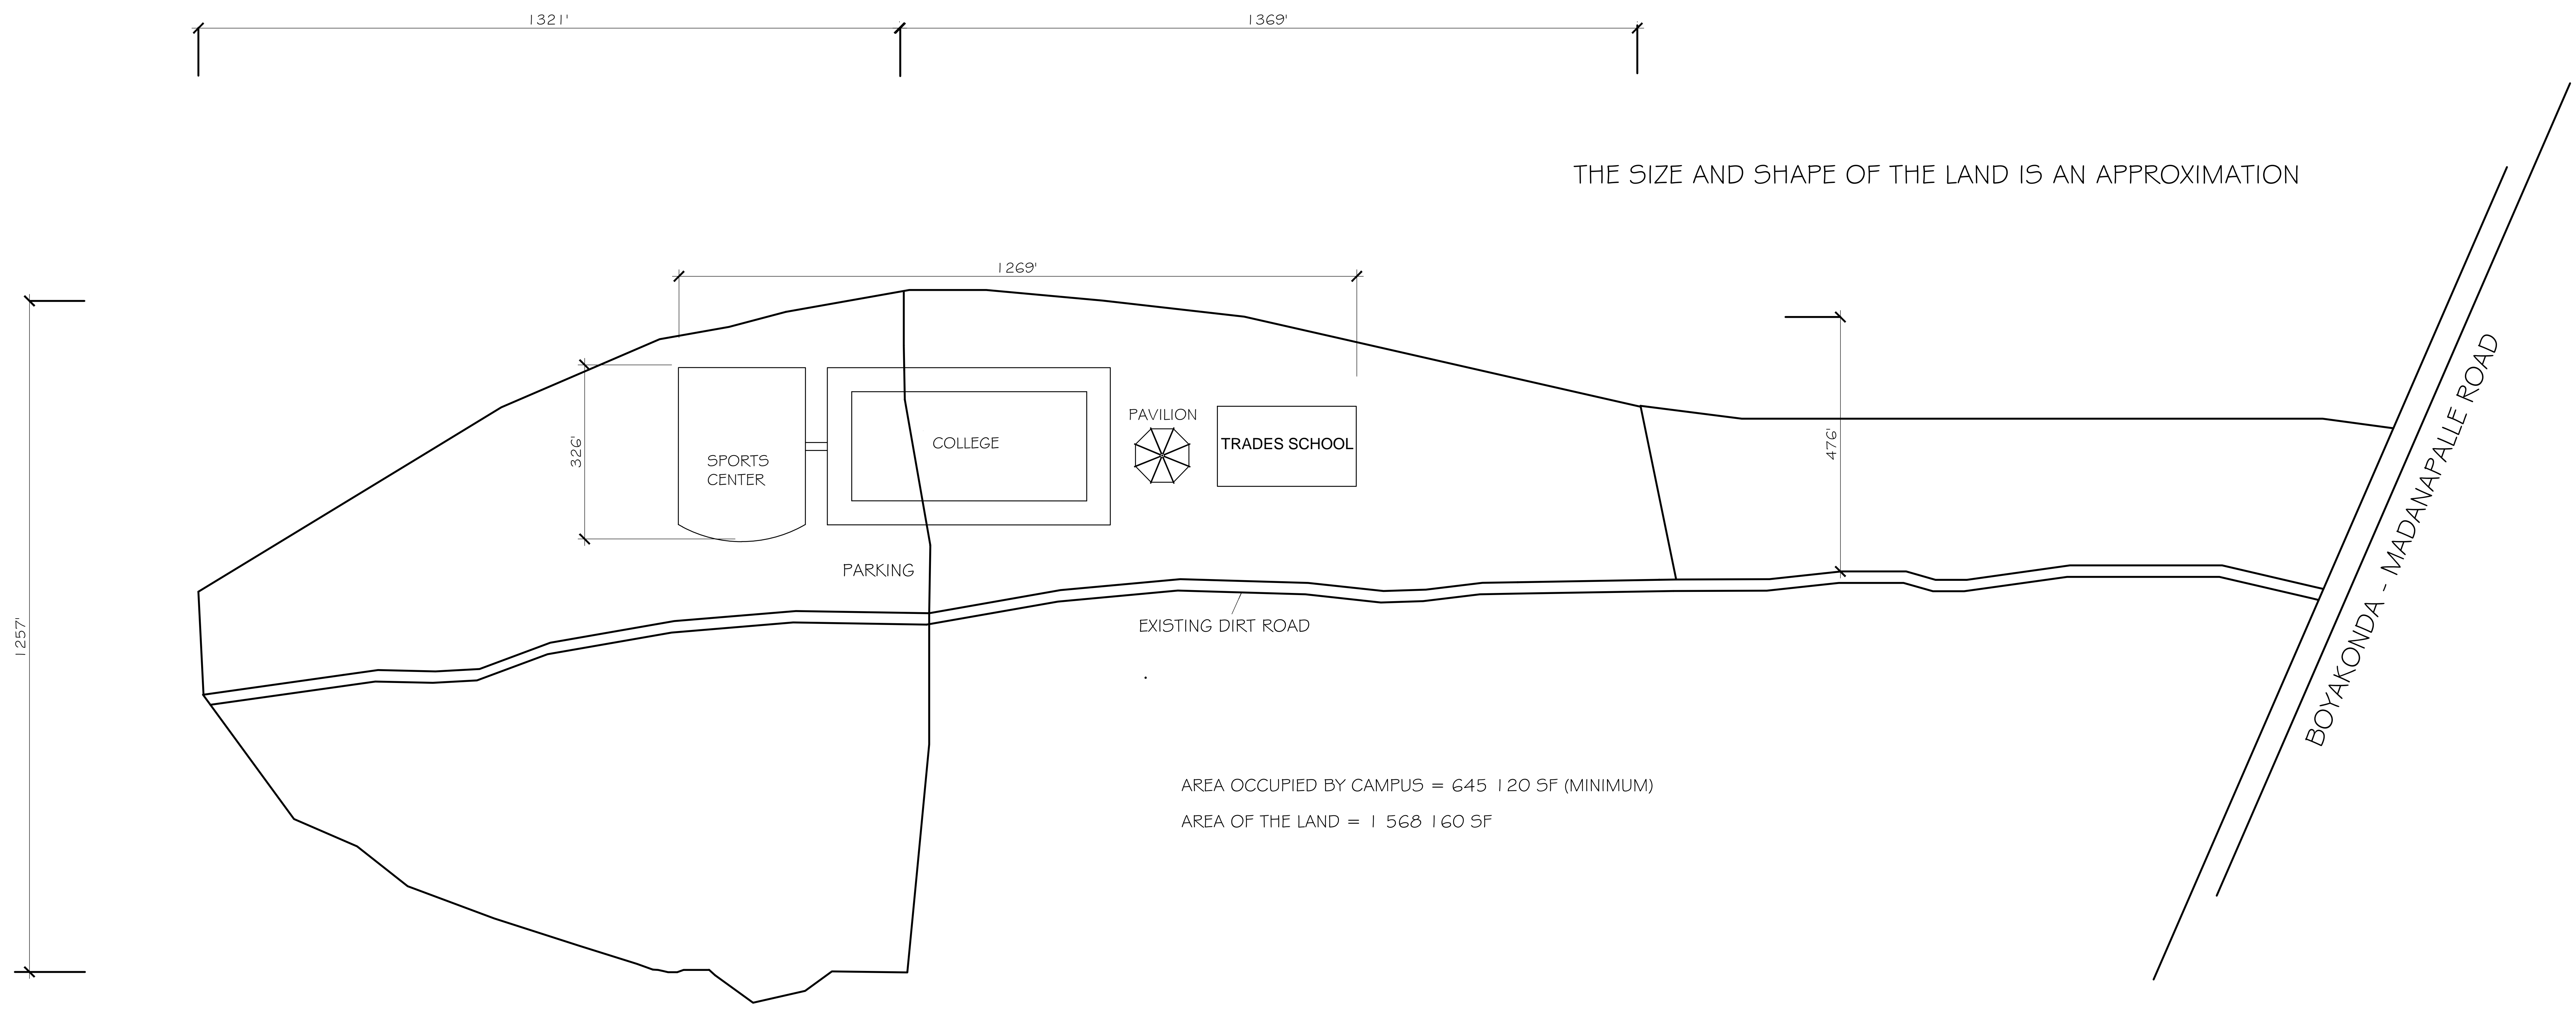 1321'
1369'
THE SIZE AND SHAPE OF THE LAND IS AN APPROXIMATION
1269'
326'
476'
1257'
PAVILION
COLLEGE
TRADES SCHOOL
SPORTS
CENTER
PARKING
EXISTING DIRT ROAD
BOYAKONDA - MADANAPALLE ROAD
AREA OCCUPIED BY CAMPUS = 645 120 SF (MINIMUM)
AREA OF THE LAND = 1 568 160 SF